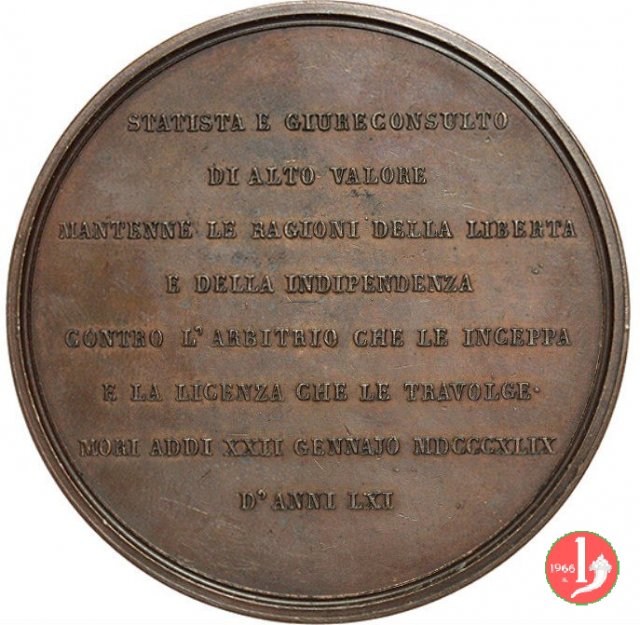 STATISTA E GIURECONSULTO
DI ALTO VALORE
MANTENNE LE RAGIONI DELLA LIBERTA
E DELLA INDIPENDENZA
CONTRO L'ARBITRIO CHE LE INCEPPA
E LA LICENZA CHE LE TRAVOLGE.
MORI ADDI XXII GENNAJO MDCCCXLIX
D'ANNI LXI
1966